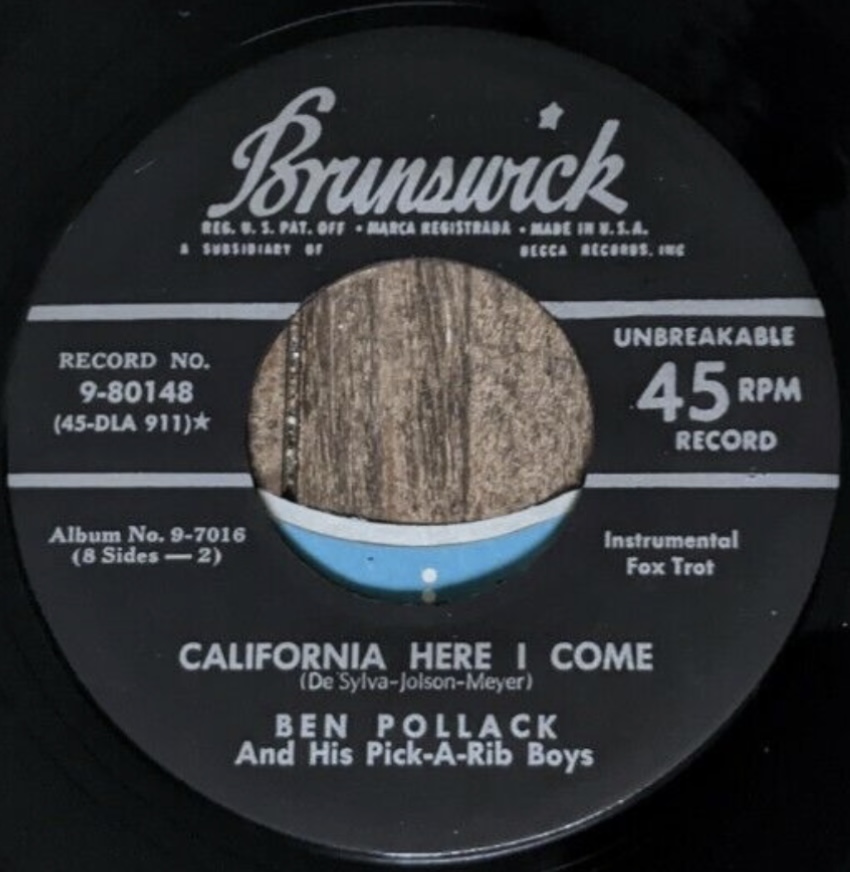 Brunswick
REG. U. S. PAT. OFF • MARCA REGISTRADA • MADE IN U. S. A.
A SUBSIDIARY OF DECCA RECORDS, INC
RECORD NO.
9-80148
(45-DLA 911)★
UNBREAKABLE
45 RPM
RECORD
Album No. 9-7016
(8 Sides — 2)
Instrumental
Fox Trot
CALIFORNIA HERE I COME
(De Sylva-Jolson-Meyer)
BEN POLLACK
And His Pick-A-Rib Boys